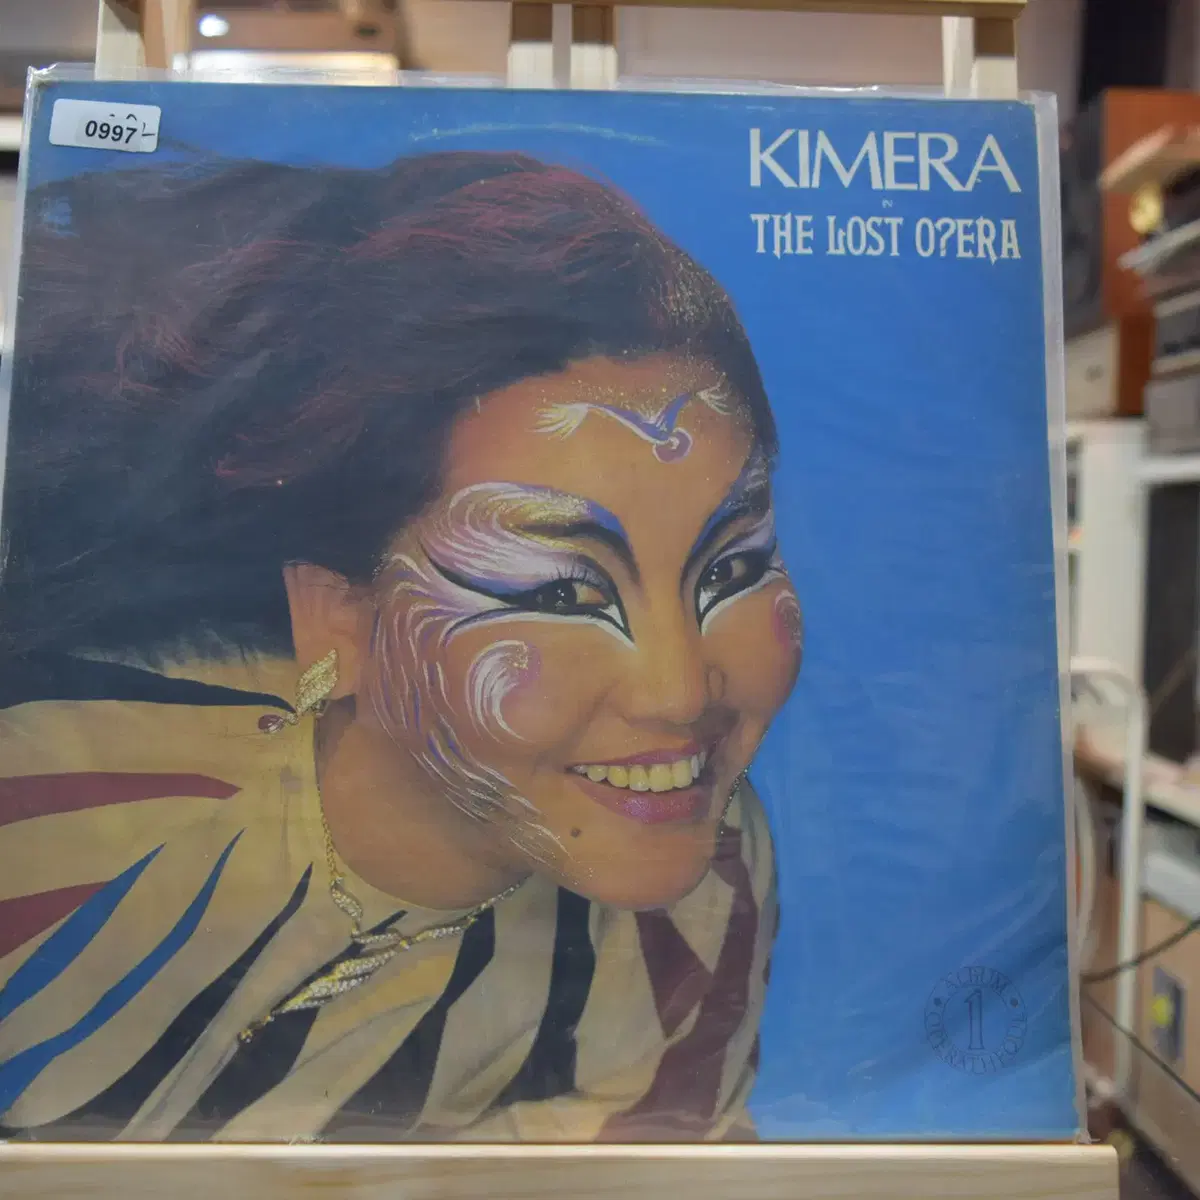 0997
KIMERA
IN
THE LOST O?ERA
ALBUM
1